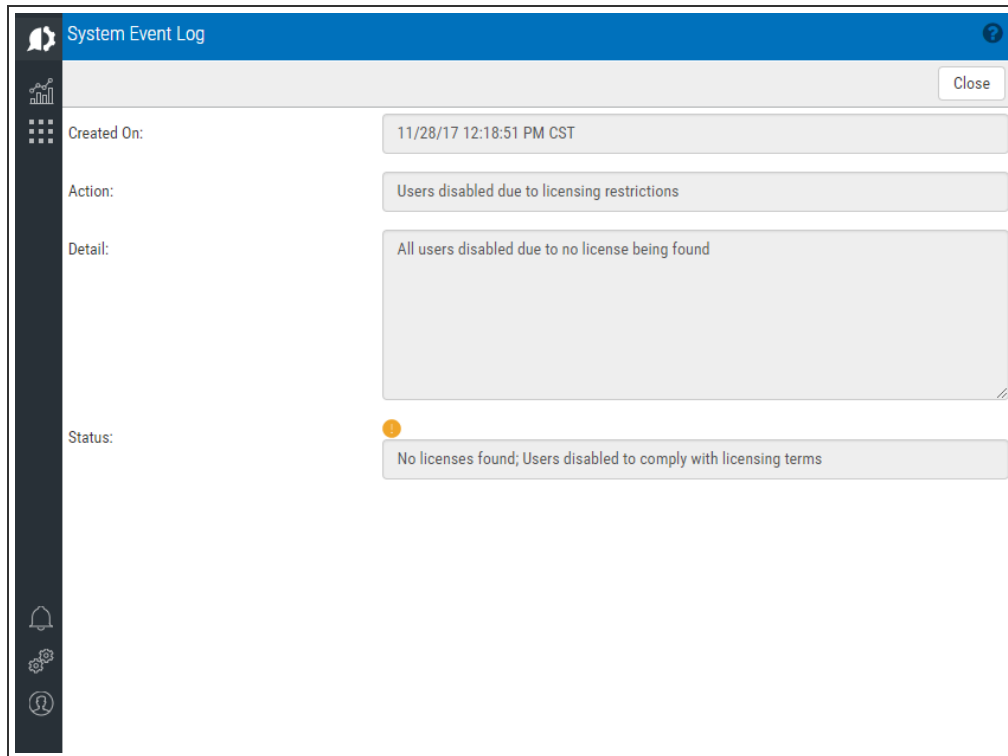 System Event Log
Close
Created On:
11/28/17 12:18:51 PM CST
Action:
Users disabled due to licensing restrictions
Detail:
All users disabled due to no license being found
Status:
No licenses found; Users disabled to comply with licensing terms